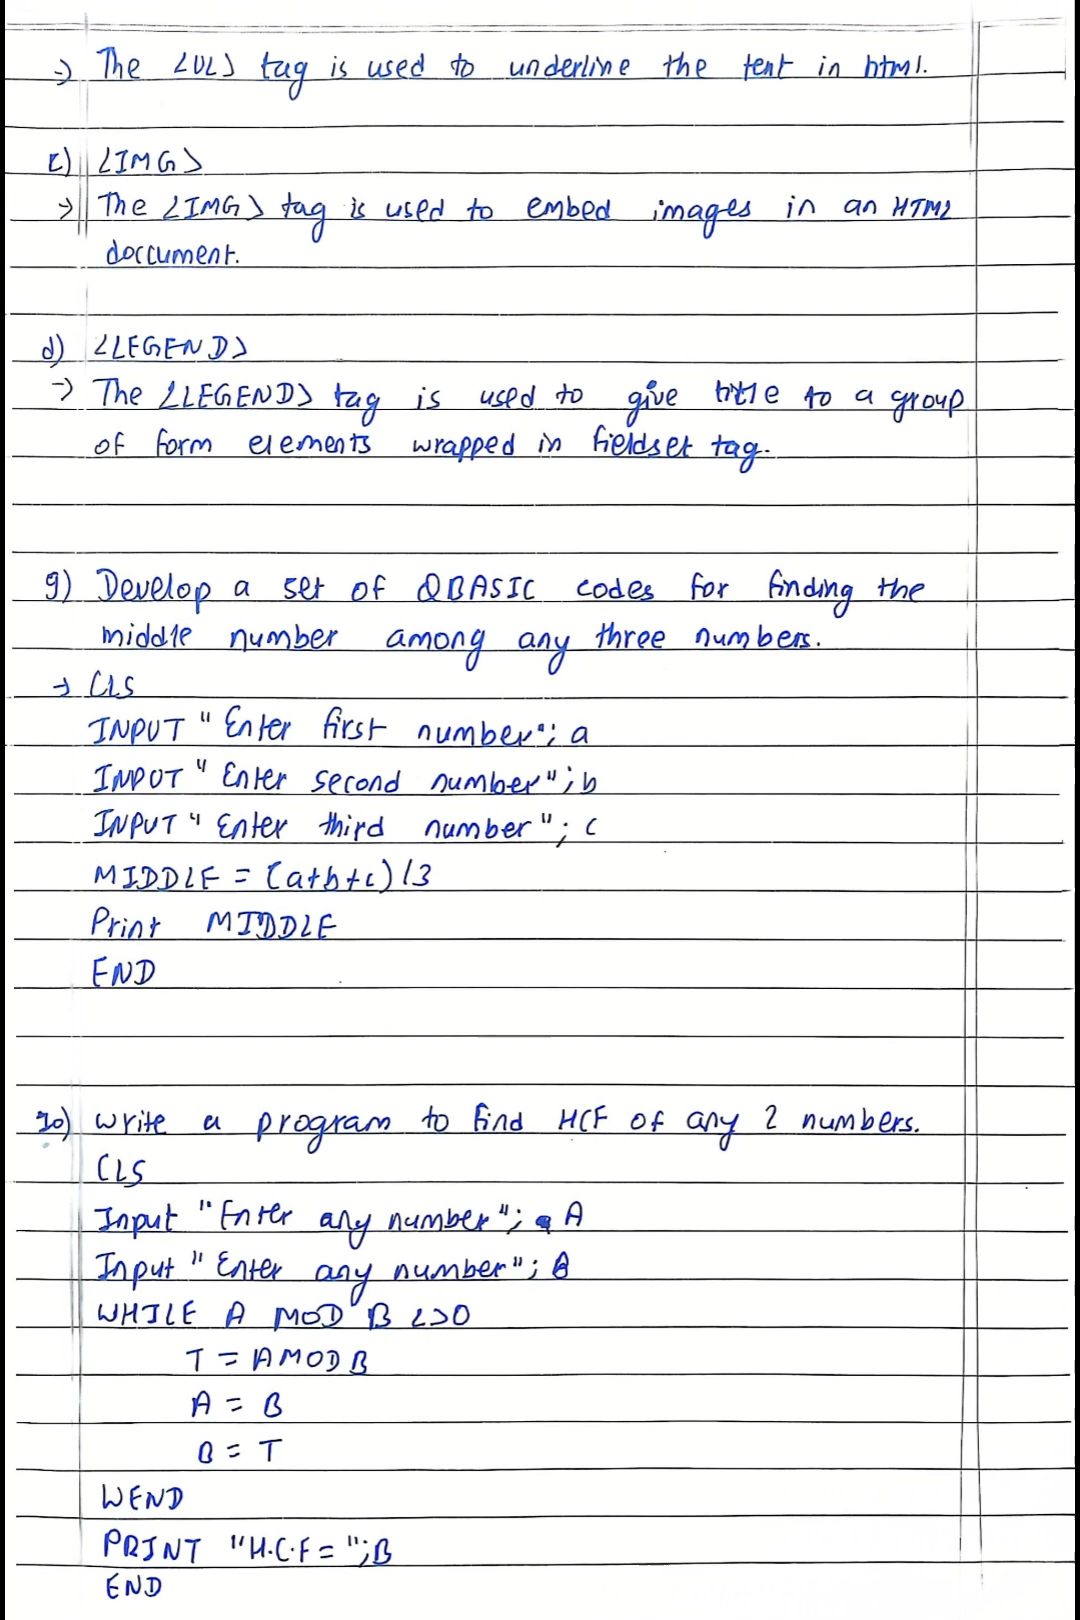 → The <UL> tag is used to underline the text in html.
c) <IMG>
→ The <IMG> tag is used to embed images in an HTML
doccument.
d) <LEGEND>
→ The <LEGEND> tag is used to give title to a group
of form elements wrapped in fieldset tag.
9) Develop a set of QBASIC codes for finding the
middle number among any three numbers.
→ CLS
INPUT "Enter first number"; a
INPUT "Enter second number"; b
INPUT "Enter third number"; c
MIDDLE = (a+b+c)/3
Print MIDDLE
END
10) Write a program to find HCF of any 2 numbers.
CLS
Input "Enter any number"; A
Input "Enter any number"; B
WHILE A MOD B <>0
T = A MOD B
A = B
B = T
WEND
PRINT "H.C.F = "; B
END